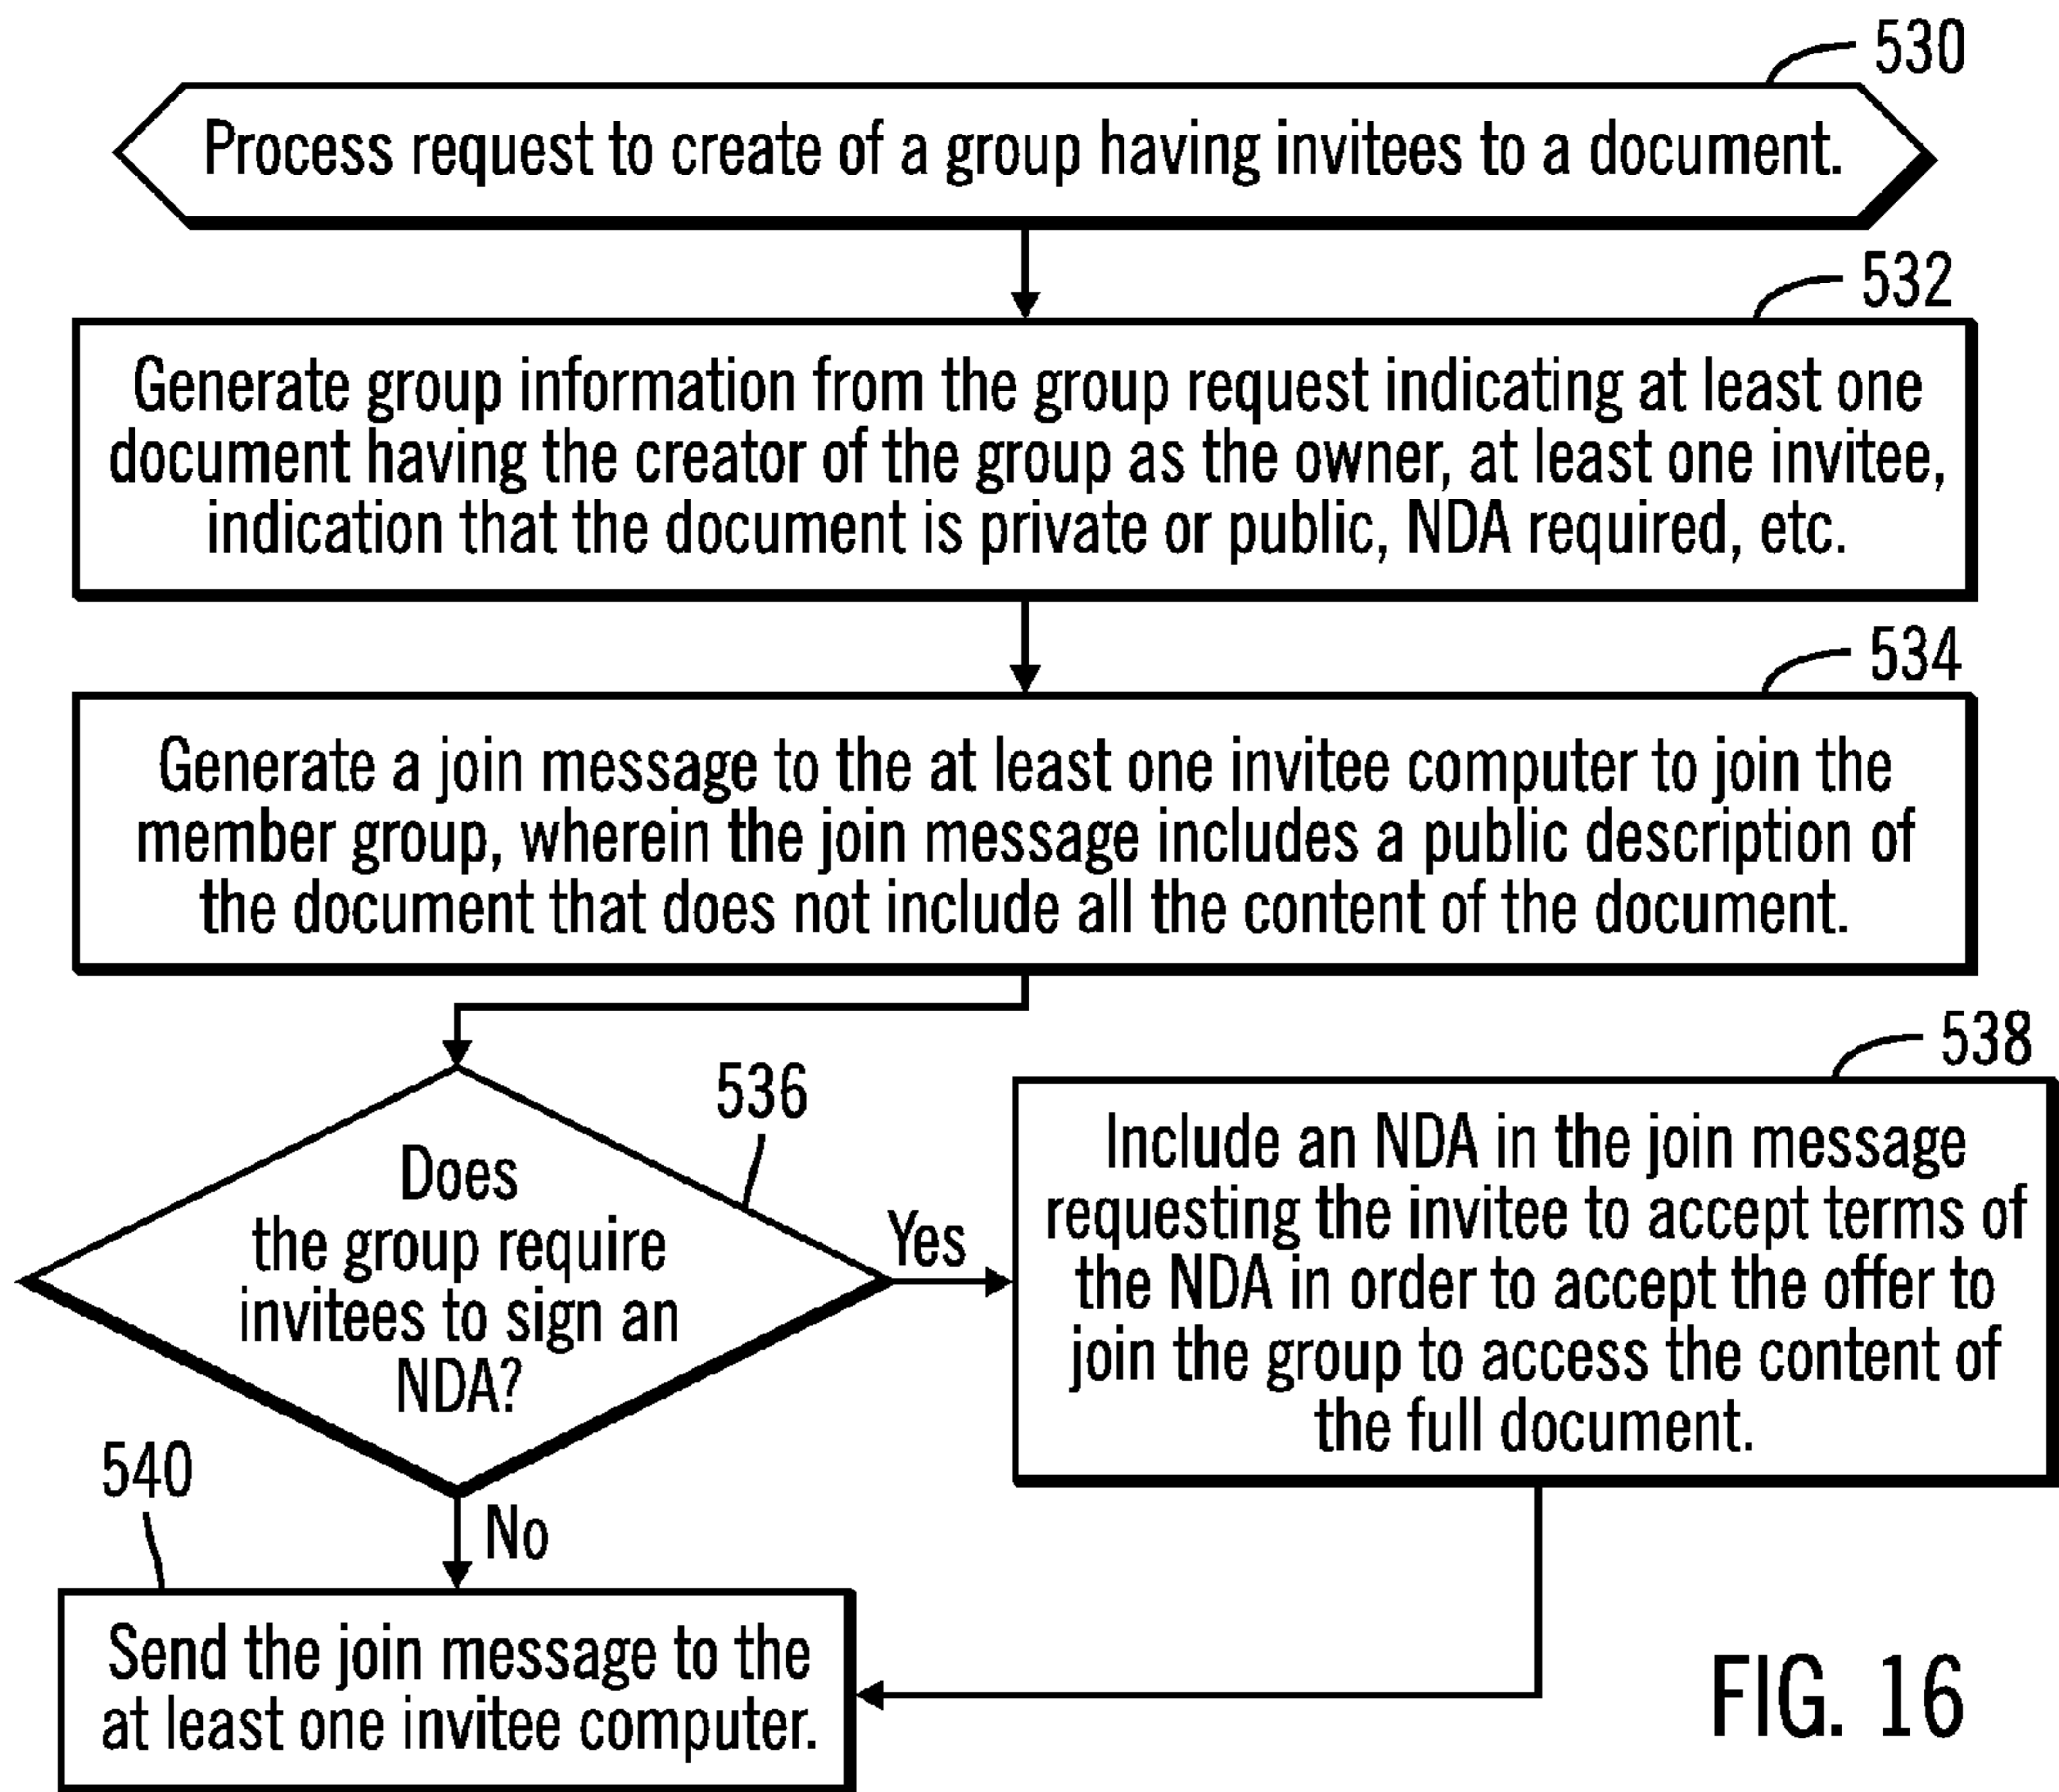 530
Process request to create of a group having invitees to a document.
532
Generate group information from the group request indicating at least one
document having the creator of the group as the owner, at least one invitee,
indication that the document is private or public, NDA required, etc.
534
Generate a join message to the at least one invitee computer to join the
member group, wherein the join message includes a public description of
the document that does not include all the content of the document.
536
Does
the group require
invitees to sign an
NDA?
Yes
538
Include an NDA in the join message
requesting the invitee to accept terms of
the NDA in order to accept the offer to
join the group to access the content of
the full document.
No
540
Send the join message to the
at least one invitee computer.
FIG. 16